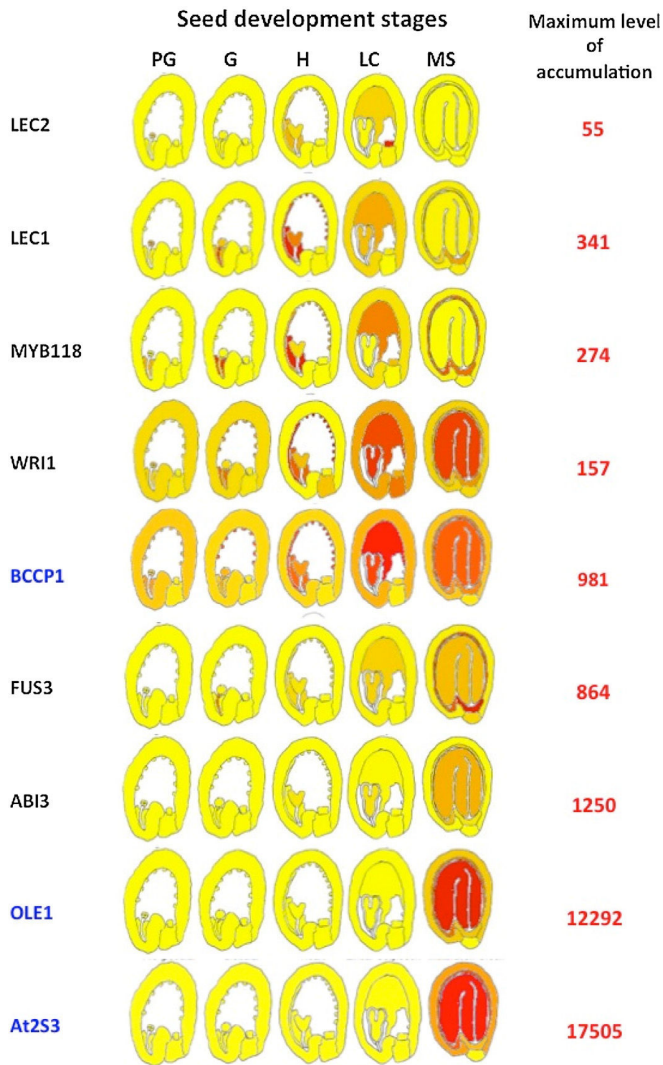 Seed development stages
Maximum level
of
accumulation
PG G H LC MS
LEC2 55
LEC1 341
MYB118 274
WRI1 157
BCCP1 981
FUS3 864
ABI3 1250
OLE1 12292
At2S3 17505